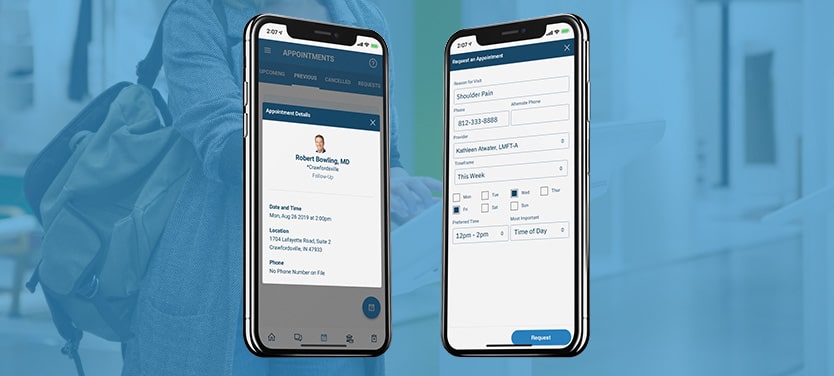 2:07
APPOINTMENTS
UPCOMING PREVIOUS CANCELLED REQUESTS
Appointment Details
Robert Bowling, MD
*Crawfordsville
Follow-Up
Date and Time
Mon, Aug 26 2019 at 2:00pm
Location
1704 Lafayette Road, Suite 2
Crawfordsville, IN 47933
Phone
No Phone Number on File
2:07
Request an Appointment
Reason for Visit
Shoulder Pain
Phone Alternate Phone
812-333-8888
Provider
Kathleen Atwater, LMFT-A
Timeframe
This Week
Mon Tue Wed Thur
Fri Sat Sun
Preferred Time Most Important
12pm - 2pm Time of Day
Request